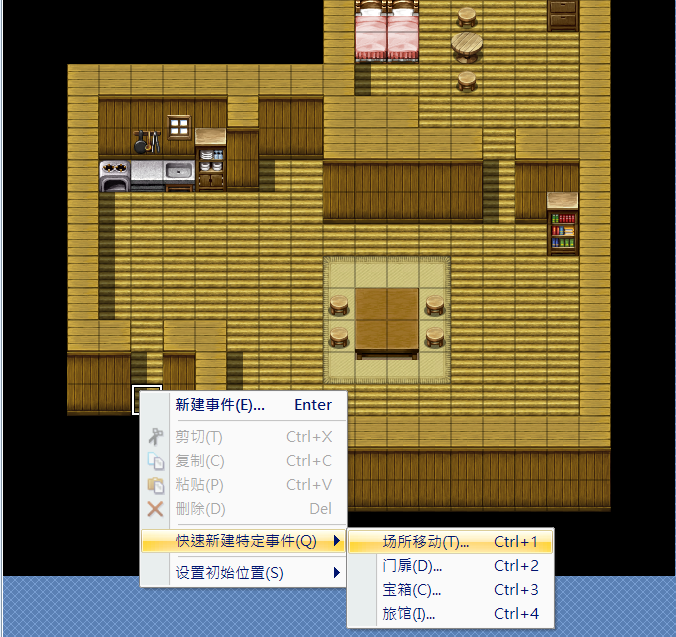 新建事件(E)... Enter
剪切(T) Ctrl+X
复制(C) Ctrl+C
粘贴(P) Ctrl+V
删除(D) Del
快速新建特定事件(Q)
设置初始位置(S)
场所移动(T)... Ctrl+1
门扉(D)... Ctrl+2
宝箱(C)... Ctrl+3
旅馆(I)... Ctrl+4